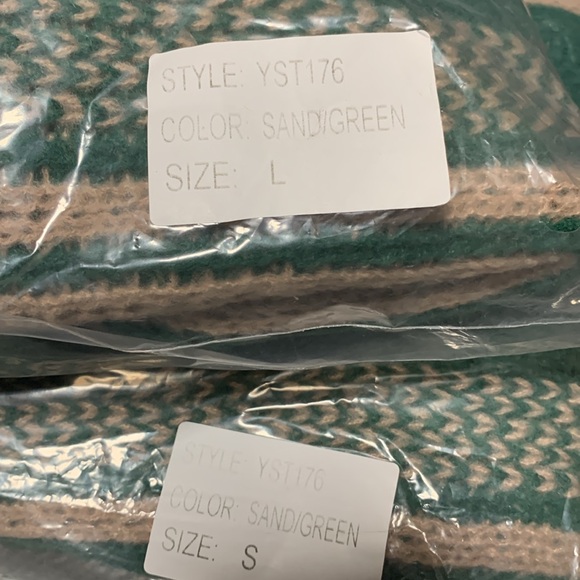 STYLE: YST176
COLOR: SAND/GREEN
SIZE: L
STYLE: YST176
COLOR: SAND/GREEN
SIZE: S